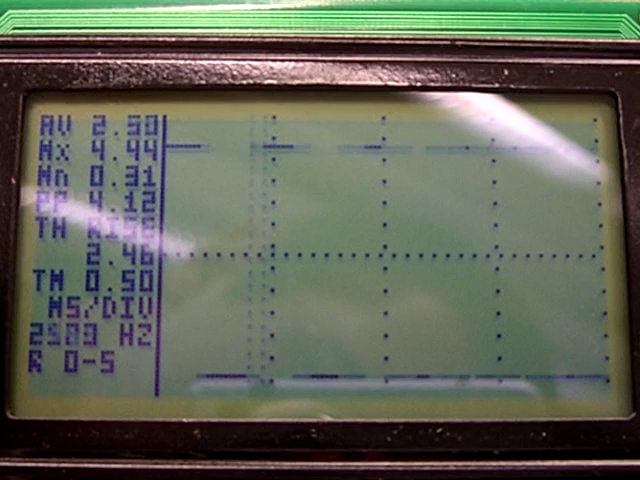 AV 2.50
Mx 4.44
Mn 0.31
PP 4.12
TH RISE
2.46
TM 0.50
MS/DIV
HZ
R 0-5